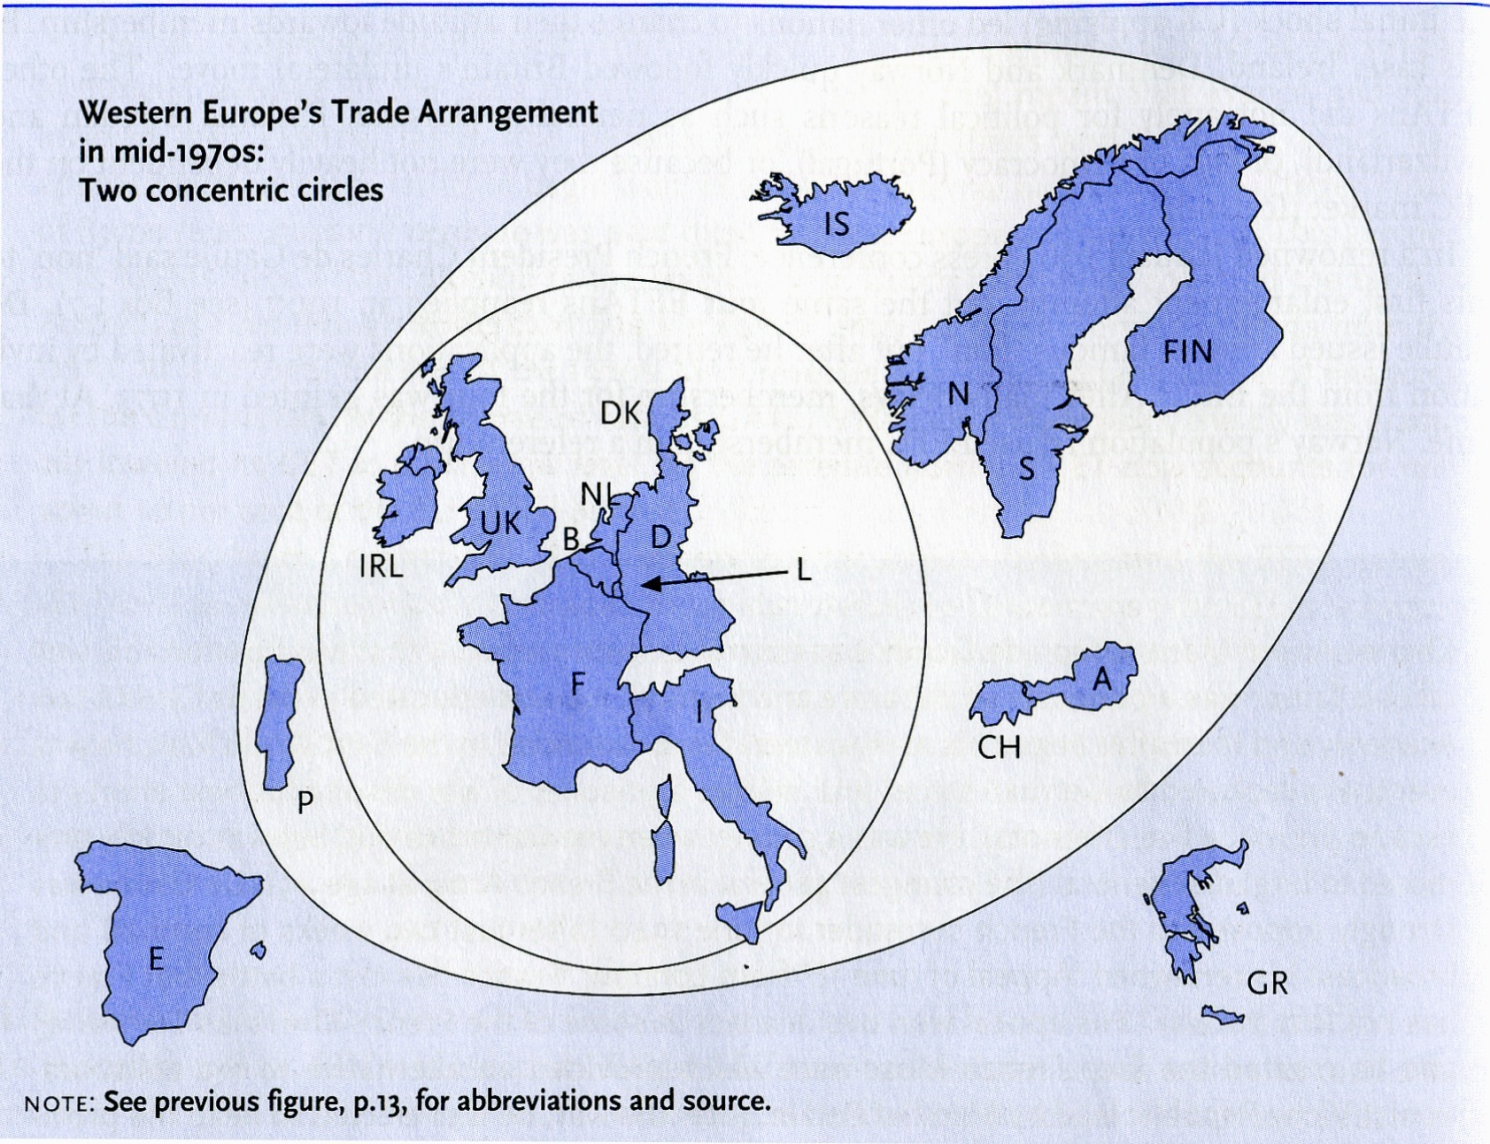 Western Europe's Trade Arrangement
in mid-1970s:
Two concentric circles
IS
FIN
N
S
DK
NL
UK
B
D
IRL
L
F
I
A
CH
P
E
GR
NOTE: See previous figure, p.13, for abbreviations and source.